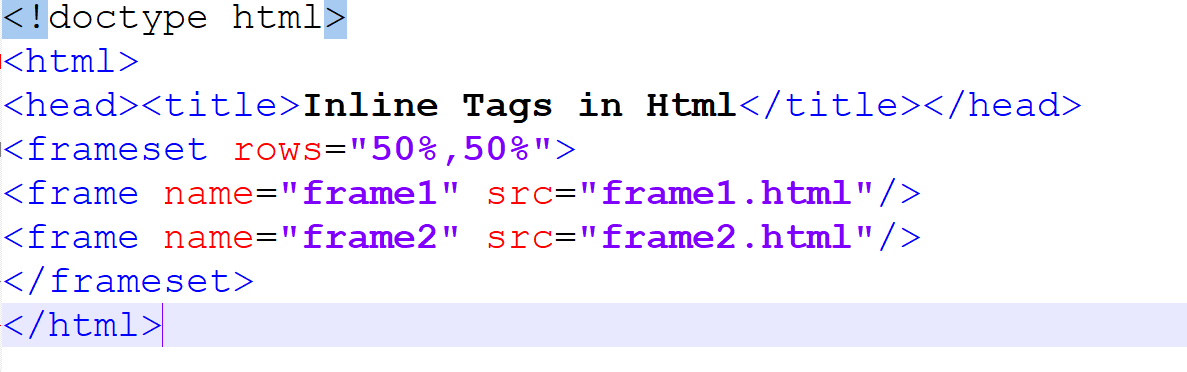 <!doctype html>
<html>
<head><title>Inline Tags in Html</title></head>
<frameset rows="50%,50%">
<frame name="frame1" src="frame1.html"/>
<frame name="frame2" src="frame2.html"/>
</frameset>
</html>